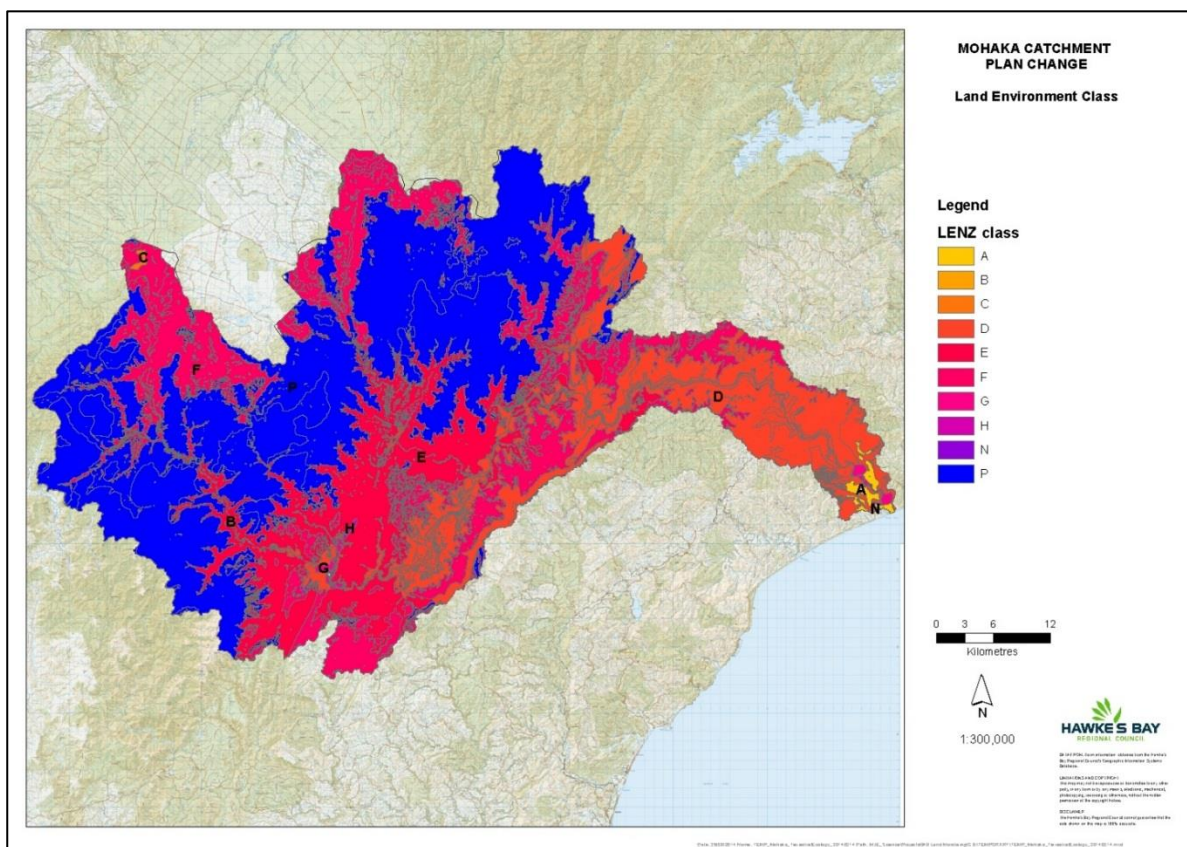 MOHAKA CATCHMENT
PLAN CHANGE
Land Environment Class
Legend
LENZ class
A
B
C
D
E
F
G
H
N
P
C
F
P
E
D
B
H
G
A
N
0 3 6 12
Kilometres
N
1:300,000
HAWKE'S BAY
REGIONAL COUNCIL